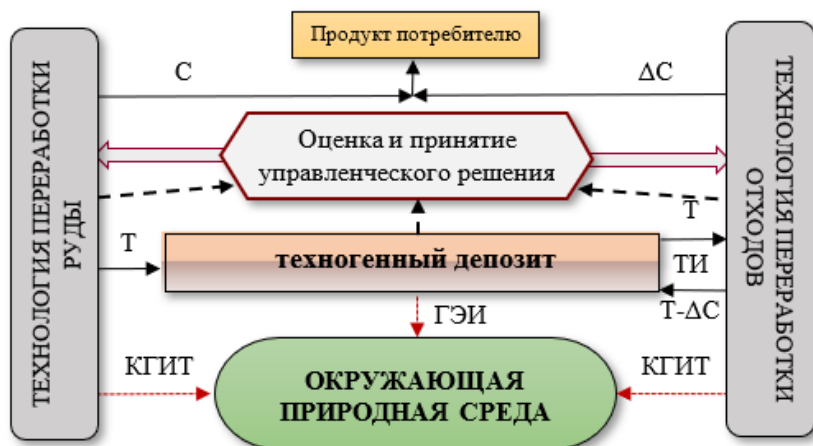 Продукт потребителю
ТЕХНОЛОГИЯ ПЕРЕРАБОТКИ
РУДЫ
С
ΔС
ТЕХНОЛОГИЯ ПЕРЕРАБОТКИ
ОТХОДОВ
Оценка и принятие
управленческого решения
Т
Т
техногенный депозит
ТИ
Т-ΔС
ГЭИ
КГИТ
КГИТ
ОКРУЖАЮЩАЯ
ПРИРОДНАЯ СРЕДА